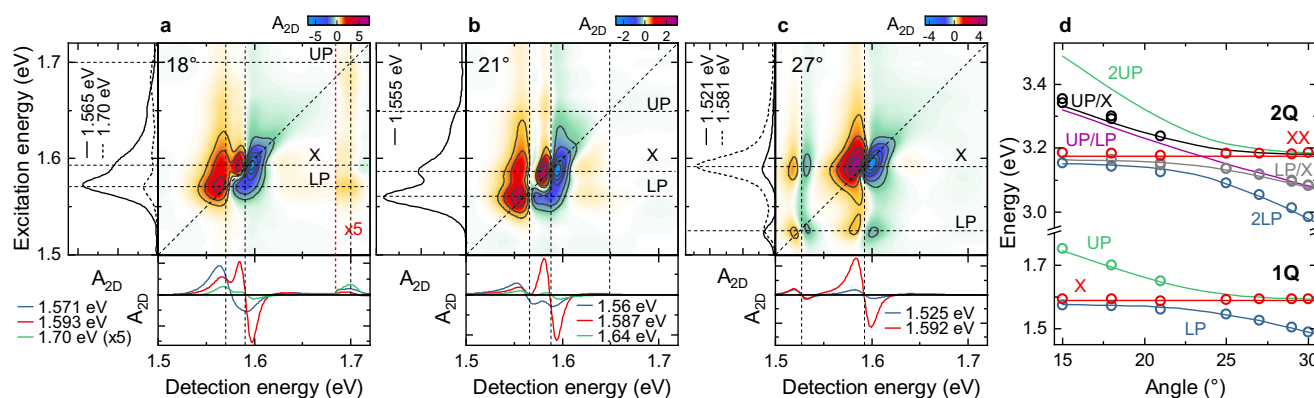 a
A2D
-5 0 5
18°
UP
X
LP
x5
1.565 eV
1.70 eV
Excitation energy (eV)
1.7
1.6
1.5
A2D
A2D
1.571 eV
1.593 eV
1.70 eV (x5)
1.5 1.6 1.7
Detection energy (eV)
b
A2D
-2 0 2
21°
UP
X
LP
1.555 eV
A2D
A2D
1.56 eV
1.587 eV
1,64 eV
1.5 1.6 1.7
Detection energy (eV)
c
A2D
-4 0 4
27°
X
LP
1.521 eV
1.581 eV
A2D
A2D
1.525 eV
1.592 eV
1.5 1.6 1.7
Detection energy (eV)
d
2UP
UP/X
2Q
UP/LP
XX
LP/X
2LP
UP
1Q
X
LP
Energy (eV)
3.4
3.2
3.0
1.7
1.5
15 20 25 30
Angle (°)